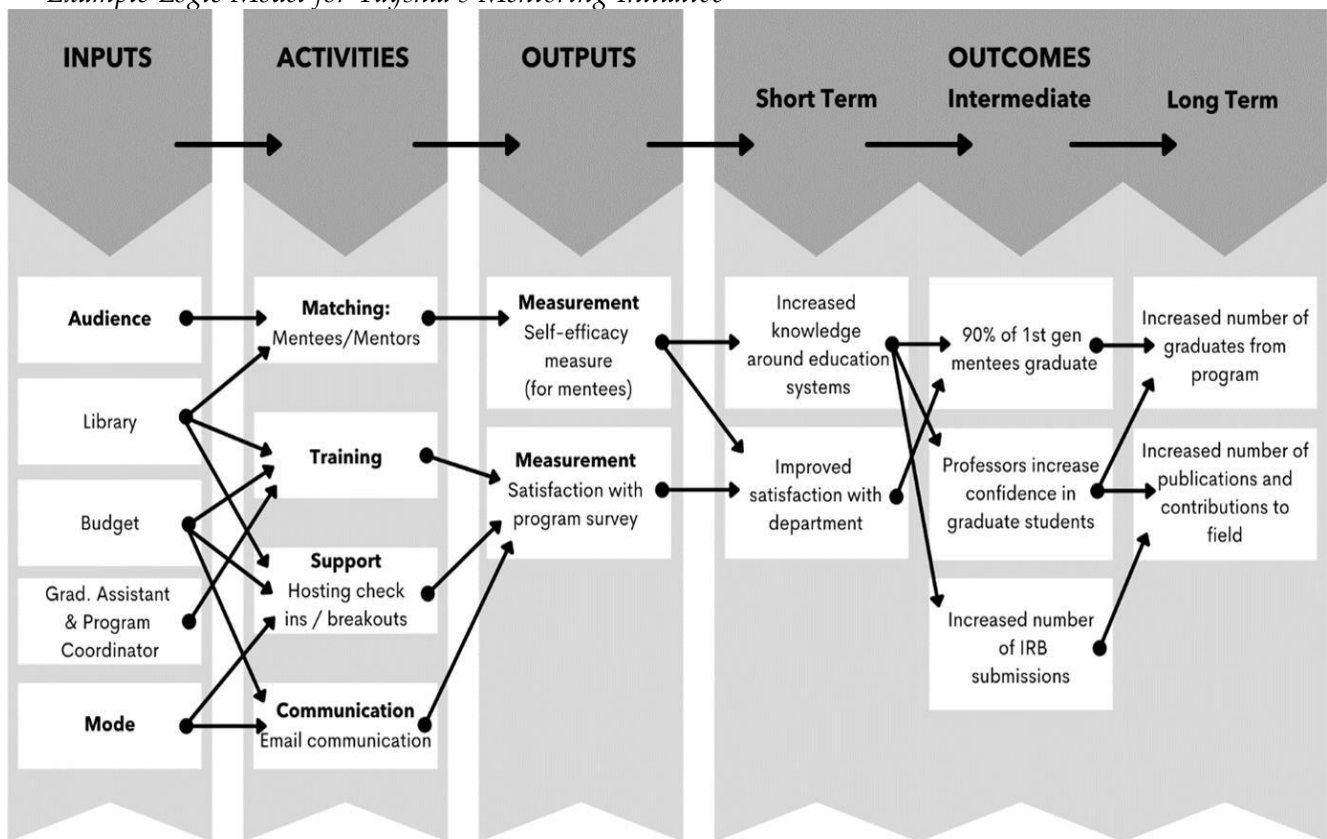 Example Logic Model for
Mentoring Initiative
INPUTS
ACTIVITIES
OUTPUTS
OUTCOMES
Short Term
Intermediate
Long Term
Audience
Library
Budget
Grad. Assistant
& Program
Coordinator
Mode
Matching:
Mentees/Mentors
Training
Support
Hosting check
ins / breakouts
Communication
Email communication
Measurement
Self-efficacy
measure
(for mentees)
Measurement
Satisfaction with
program survey
Increased
knowledge
around education
systems
Improved
satisfaction with
department
90% of 1st gen
mentees graduate
Professors increase
confidence in
graduate students
Increased number
of IRB
submissions
Increased number of
graduates from
program
Increased number of
publications and
contributions to
field